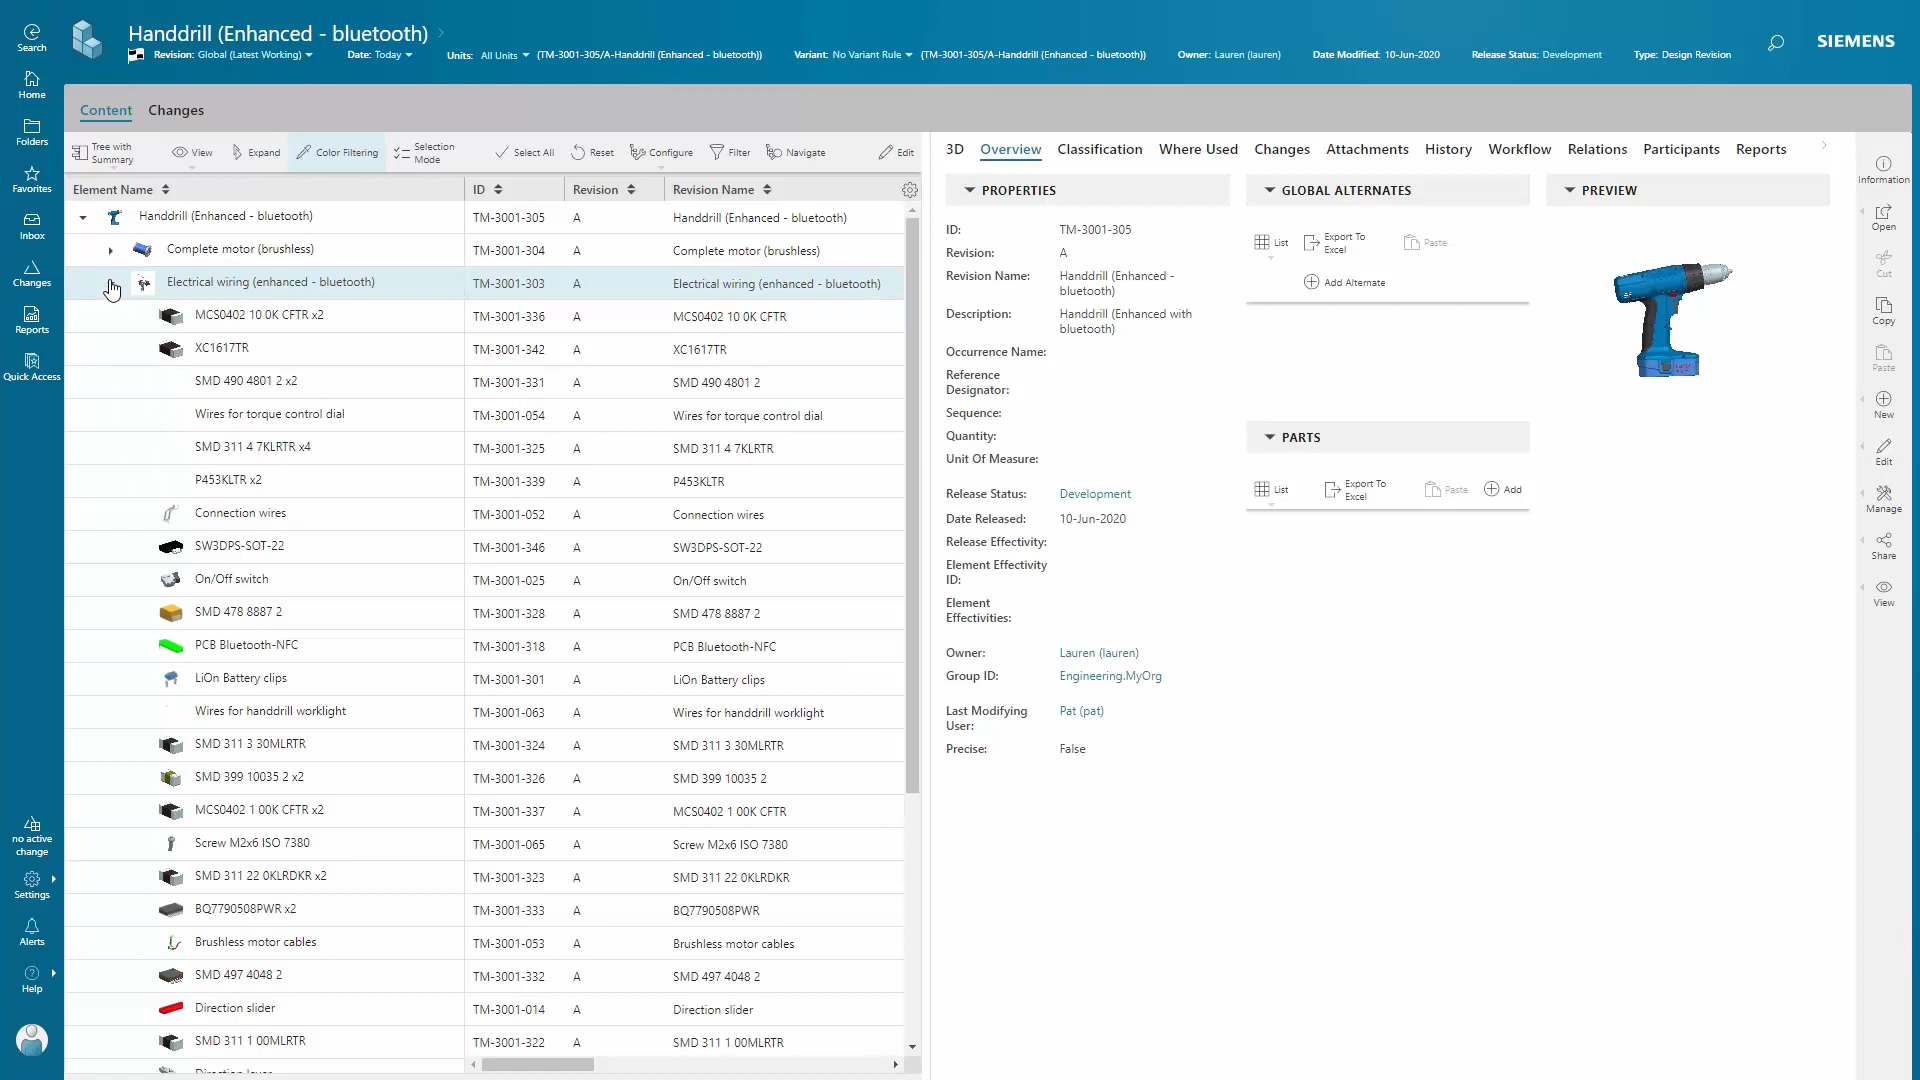 Handdrill (Enhanced - bluetooth)
Revision: Global (Latest Working)
Date: Today
Units: All Units
(TM-3001-305/A-Handdrill (Enhanced - bluetooth))
Variant: No Variant Rule
(TM-3001-305/A-Handdrill (Enhanced - bluetooth))
Owner: Lauren (lauren)
Date Modified: 10-Jun-2020
Release Status: Development
Type: Design Revision
SIEMENS
Search
Home
Folders
Favorites
Inbox
Changes
Reports
Quick Access
no active
change
Settings
Alerts
Help
Content
Changes
Tree with
Summary
View
Expand
Color Filtering
Selection
Mode
Select All
Reset
Configure
Filter
Navigate
Edit
Element Name
ID
Revision
Revision Name
Handdrill (Enhanced - bluetooth) TM-3001-305 A Handdrill (Enhanced - bluetooth)
Complete motor (brushless) TM-3001-304 A Complete motor (brushless)
Electrical wiring (enhanced - bluetooth) TM-3001-303 A Electrical wiring (enhanced - bluetooth)
MCS0402 10 0K CFTR x2 TM-3001-336 A MCS0402 10 0K CFTR
XC1617TR TM-3001-342 A XC1617TR
SMD 490 4801 2 x2 TM-3001-331 A SMD 490 4801 2
Wires for torque control dial TM-3001-054 A Wires for torque control dial
SMD 311 4 7KLRTR x4 TM-3001-325 A SMD 311 4 7KLRTR
P453KLTR x2 TM-3001-339 A P453KLTR
Connection wires TM-3001-052 A Connection wires
SW3DPS-SOT-22 TM-3001-346 A SW3DPS-SOT-22
On/Off switch TM-3001-025 A On/Off switch
SMD 478 8887 2 TM-3001-328 A SMD 478 8887 2
PCB Bluetooth-NFC TM-3001-318 A PCB Bluetooth-NFC
LiOn Battery clips TM-3001-301 A LiOn Battery clips
Wires for handdrill worklight TM-3001-063 A Wires for handdrill worklight
SMD 311 3 30MLRTR TM-3001-324 A SMD 311 3 30MLRTR
SMD 399 10035 2 x2 TM-3001-326 A SMD 399 10035 2
MCS0402 1 00K CFTR x2 TM-3001-337 A MCS0402 1 00K CFTR
Screw M2x6 ISO 7380 TM-3001-065 A Screw M2x6 ISO 7380
SMD 311 22 0KLRDKR x2 TM-3001-323 A SMD 311 22 0KLRDKR
BQ7790508PWR x2 TM-3001-333 A BQ7790508PWR
Brushless motor cables TM-3001-053 A Brushless motor cables
SMD 497 4048 2 TM-3001-332 A SMD 497 4048 2
Direction slider TM-3001-014 A Direction slider
SMD 311 1 00MLRTR TM-3001-322 A SMD 311 1 00MLRTR
3D
Overview
Classification
Where Used
Changes
Attachments
History
Workflow
Relations
Participants
Reports
PROPERTIES
ID: TM-3001-305
Revision: A
Revision Name: Handdrill (Enhanced -
bluetooth)
Description: Handdrill (Enhanced with
bluetooth)
Occurrence Name:
Reference
Designator:
Sequence:
Quantity:
Unit Of Measure:
Release Status: Development
Date Released: 10-Jun-2020
Release Effectivity:
Element Effectivity
ID:
Element
Effectivities:
Owner: Lauren (lauren)
Group ID: Engineering.MyOrg
Last Modifying Pat (pat)
User:
Precise: False
GLOBAL ALTERNATES
List
Export To
Excel
Paste
Add Alternate
PARTS
List
Export To
Excel
Paste
Add
PREVIEW
Information
Open
Cut
Copy
Paste
New
Edit
Manage
Share
View